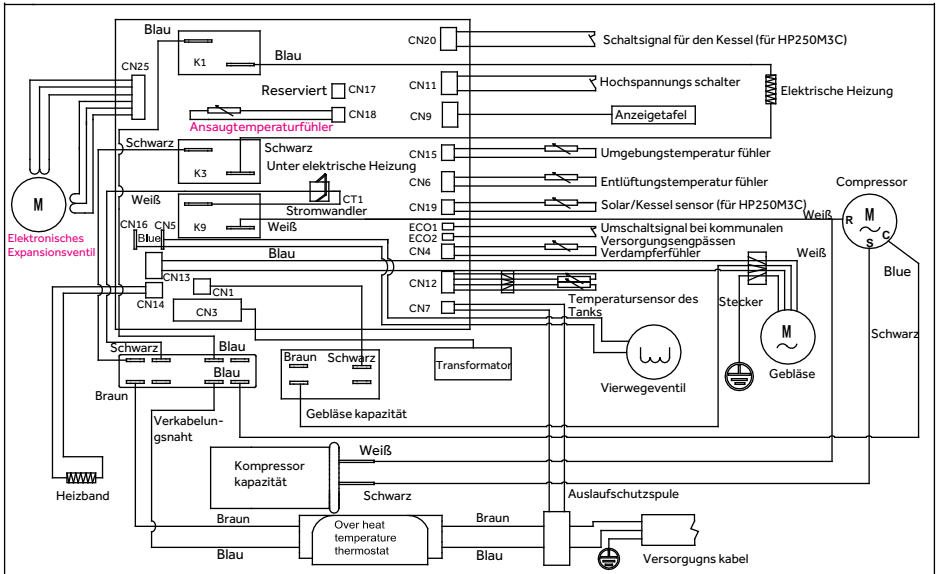 Blau
K1
Blau
CN20
Schaltsignal für den Kessel (für HP250M3C)
CN25
Reserviert
CN17
CN11
Hochspannungs schalter
Elektrische Heizung
CN18
Ansaugtemperaturfühler
CN9
Anzeigetafel
Schwarz
K3
Schwarz
Unter elektrische Heizung
CN15
Umgebungstemperatur fühler
CN6
Entlüftungstemperatur fühler
Compressor
M
Weiß
CT1
Stromwandler
CN19
Solar/Kessel sensor (für HP250M3C)
Weiß
R
M
S
C
Elektronisches
Expansionsventil
CN16
CN5
Blue
K9
Weiß
ECO1
ECO2
Umschaltsignal bei kommunalen
Versorgungsengpässen
CN4
Verdampferfühler
Weiß
Blau
Blue
CN13
CN14
CN1
CN3
CN12
Temperatursensor des
Tanks
CN7
Stecker
M
Gebläse
Schwarz
Schwarz
Blau
Blau
Braun
Braun
Schwarz
Gebläse kapazität
Transformator
Vierwegeventil
Verkabelun-
gsnaht
Kompressor
kapazität
Weiß
Schwarz
Heizband
Auslaufschutzspule
Braun
Blau
Over heat
temperature
thermostat
Braun
Blau
Versorgugns kabel